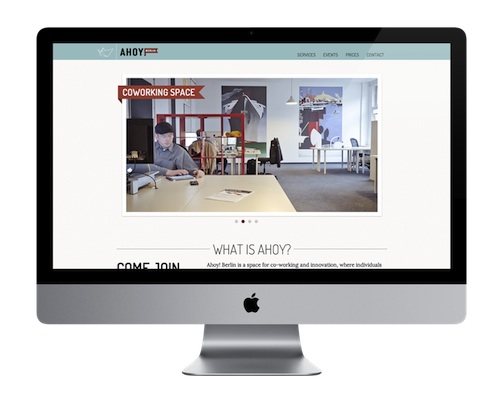 AHOY! BERLIN
SERVICES EVENTS PRICES CONTACT
COWORKING SPACE
WHAT IS AHOY?
COME JOIN
Ahoy! Berlin is a space for co-working and innovation, where individuals